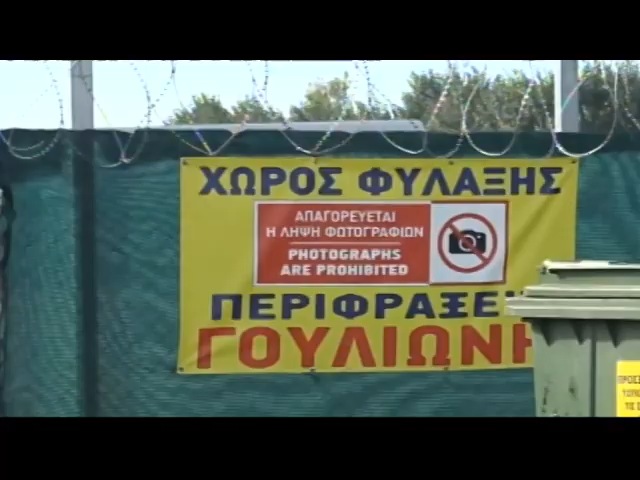 ΧΩΡΟΣ ΦΥΛΑΞΗΣ
ΑΠΑΓΟΡΕΥΕΤΑΙ
Η ΛΗΨΗ ΦΩΤΟΓΡΑΦΙΩΝ
PHOTOGRAPHS
ARE PROHIBITED
ΠΕΡΙΦΡΑΞΕΙ
ΓΟΥΛΙΩΝΗ